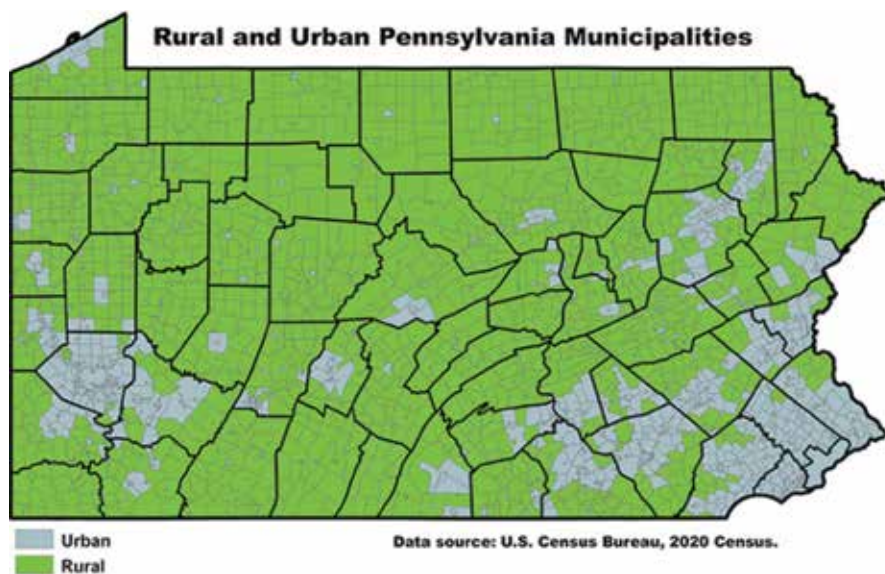 Rural and Urban Pennsylvania Municipalities
Urban
Rural
Data source: U.S. Census Bureau, 2020 Census.